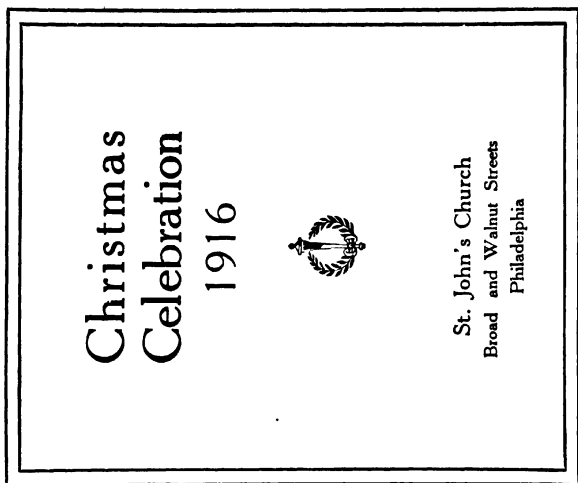 Christmas
Celebration
1916
St. John's Church
Broad and Walnut Streets
Philadelphia